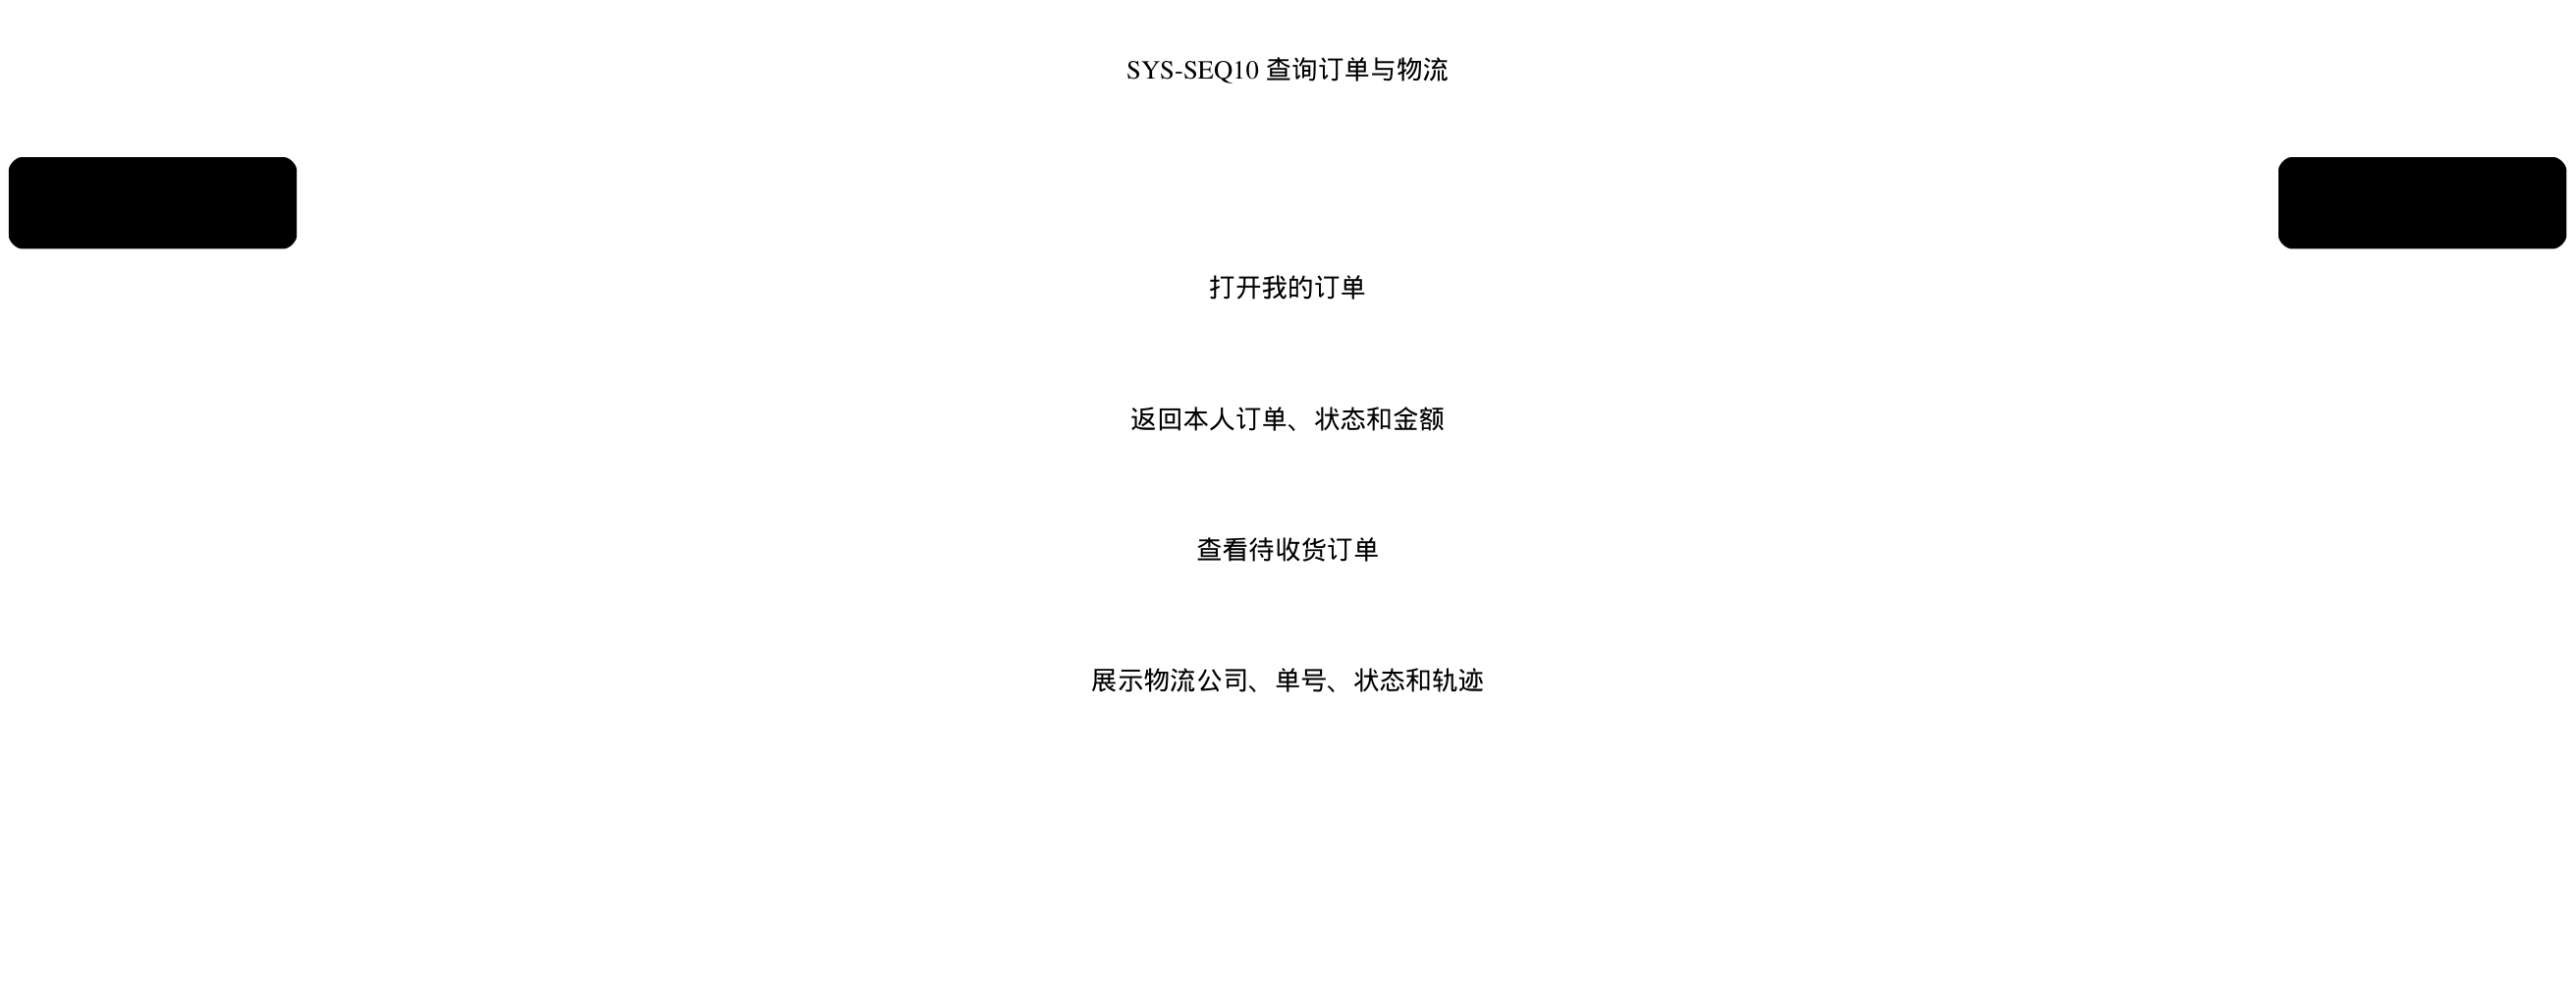 SYS-SEQ10 查询订单与物流
打开我的订单
返回本人订单、状态和金额
查看待收货订单
展示物流公司、单号、状态和轨迹